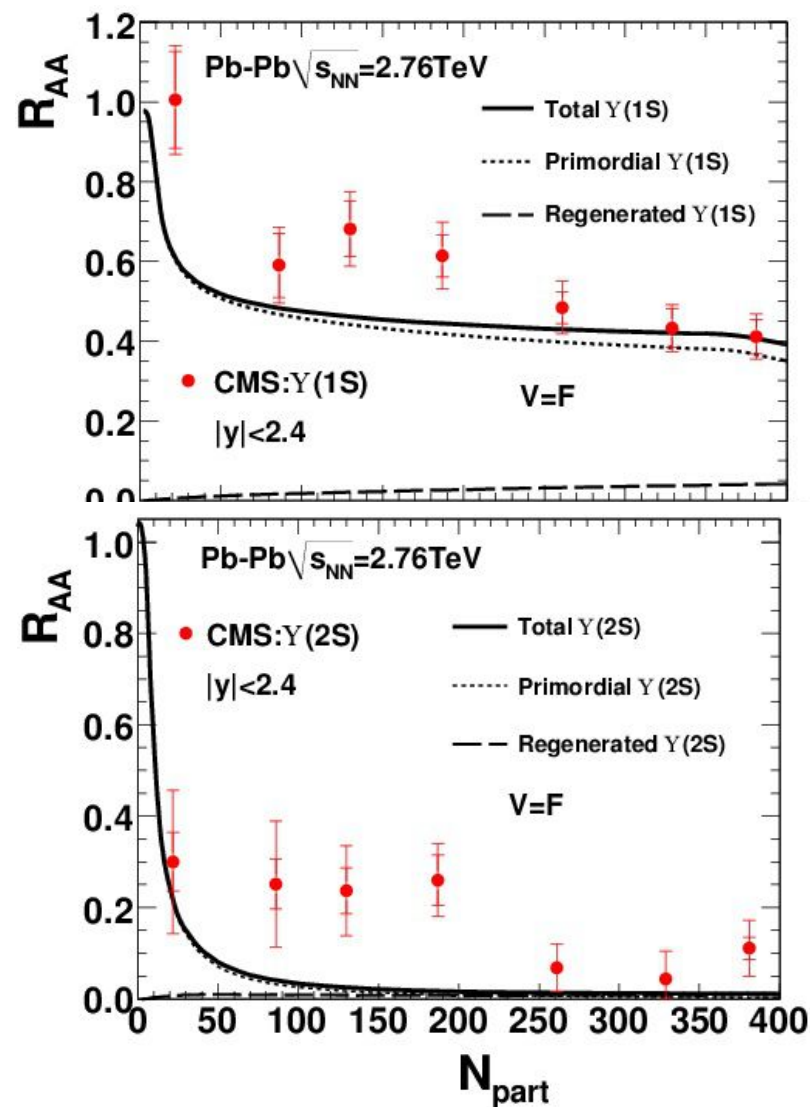 1.2
1.0
0.8
0.6
0.4
0.2
0.0
R_AA
Pb-Pb√s_NN=2.76TeV
Total ϒ(1S)
Primordial ϒ(1S)
Regenerated ϒ(1S)
CMS:ϒ(1S)
|y|<2.4
V=F
1.0
0.8
0.6
0.4
0.2
0.0
R_AA
Pb-Pb√s_NN=2.76TeV
CMS:ϒ(2S)
|y|<2.4
Total ϒ(2S)
Primordial ϒ(2S)
Regenerated ϒ(2S)
V=F
0 50 100 150 200 250 300 350 400
N_part